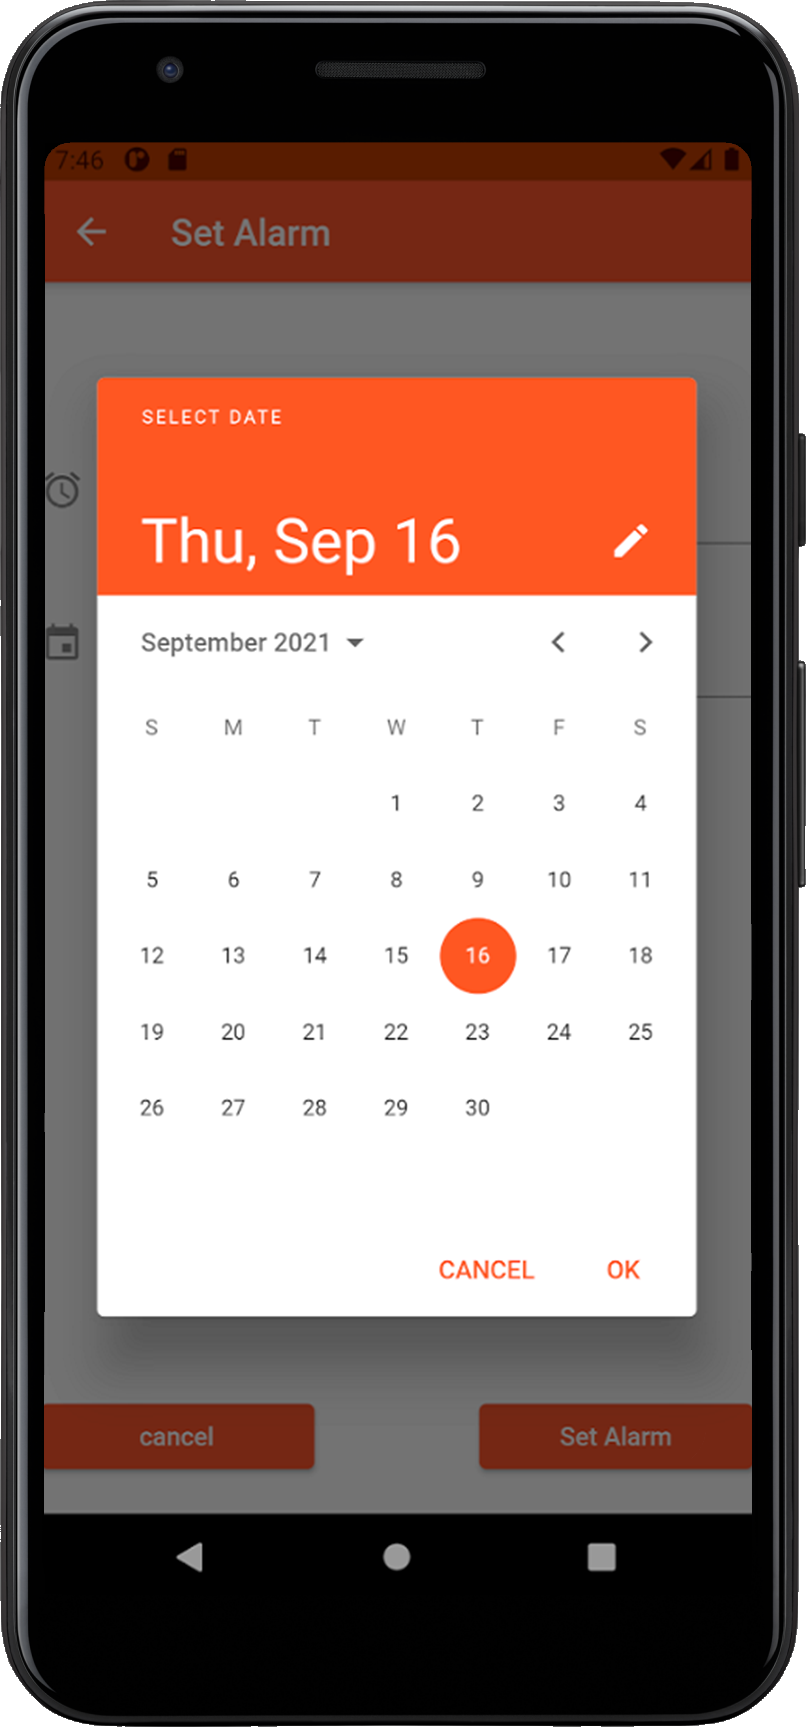 7:46
Set Alarm
SELECT DATE
Thu, Sep 16
September 2021
S M T W T F S
1 2 3 4
5 6 7 8 9 10 11
12 13 14 15 16 17 18
19 20 21 22 23 24 25
26 27 28 29 30
CANCEL OK
cancel Set Alarm